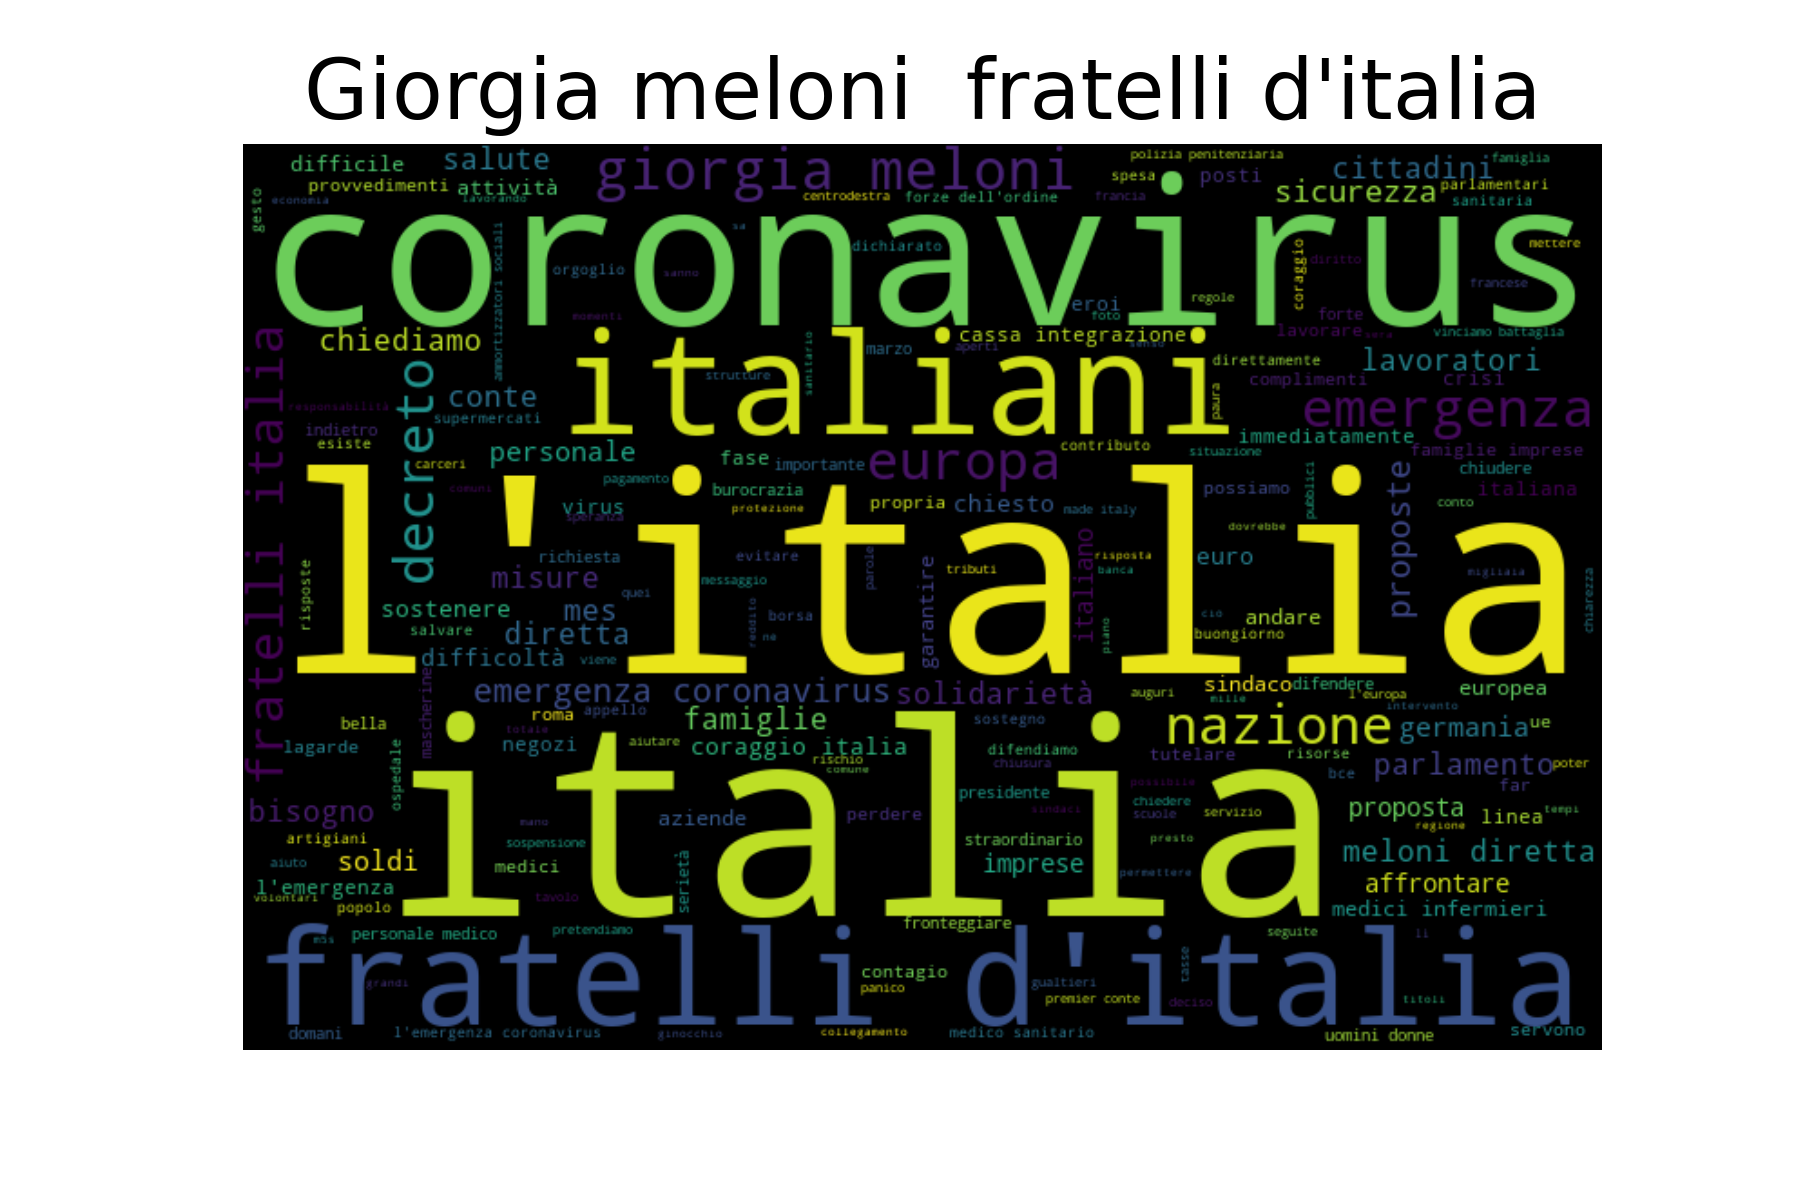 Giorgia meloni  fratelli d'italia
difficile
salute
giorgia meloni
polizia penitenziaria
cittadini
famiglia
provvedimenti
attività
spesa
posti
sicurezza
parlamentari
gesto
economia
lavorando
centrodestra
forze dell'ordine
francia
sanitaria
coronavirus
sa
dichiarato
mettere
orgoglio
sanno
coraggio
diritto
francese
ammortizzatori sociali
regole
eroi
foto
momenti
forte
lavorare
sera
vinciamo battaglia
fratelli italia
chiediamo
italiani
cassa integrazione
senso
marzo
aperti
sanitario
direttamente
lavoratori
decreto
strutture
complimenti
crisi
conte
paura
emergenza
responsabilità
supermercati
indietro
esiste
contributo
immediatamente
personale
fase
importante
europa
situazione
famiglie imprese
carceri
chiudere
l'italia
pagamento
comuni
burocrazia
possiamo
pubblici
proposte
italiana
virus
speranza
protezione
propria
chiesto
made italy
conto
dovrebbe
richiesta
evitare
parole
garantire
italiano
risposta
euro
misure
messaggio
tributi
banca
migliaia
risposte
quei
chiarezza
sostenere
mes
reddito
borsa
ciò
andare
salvare
diretta
ne
piano
buongiorno
difficoltà
viene
mascherine
emergenza coronavirus
solidarietà
auguri
sindaco
difendere
l'europa
europea
mille
intervento
bella
roma
appello
famiglie
sostegno
nazione
germania
ue
totale
lagarde
negozi
aiutare
coraggio italia
difendiamo
tutelare
risorse
ospedale
rischio
comune
chiusura
bce
parlamento
poter
italia
possibile
far
bisogno
presidente
chiedere
sindaci
scuole
servizio
proposta
linea
tempi
aziende
perdere
mano
regione
artigiani
sospensione
straordinario
presto
aiuto
soldi
medici
serietà
imprese
permettere
meloni diretta
l'emergenza
volontari
tavolo
affrontare
popolo
medici infermieri
fronteggiare
fratelli d'italia
mis
personale medico
pretendiamo
seguite
li
contagio
tasse
grandi
panico
gualtieri
premier conte
deciso
titoli
domani
l'emergenza coronavirus
ginocchio
collegamento
medico sanitario
uomini donne
servono